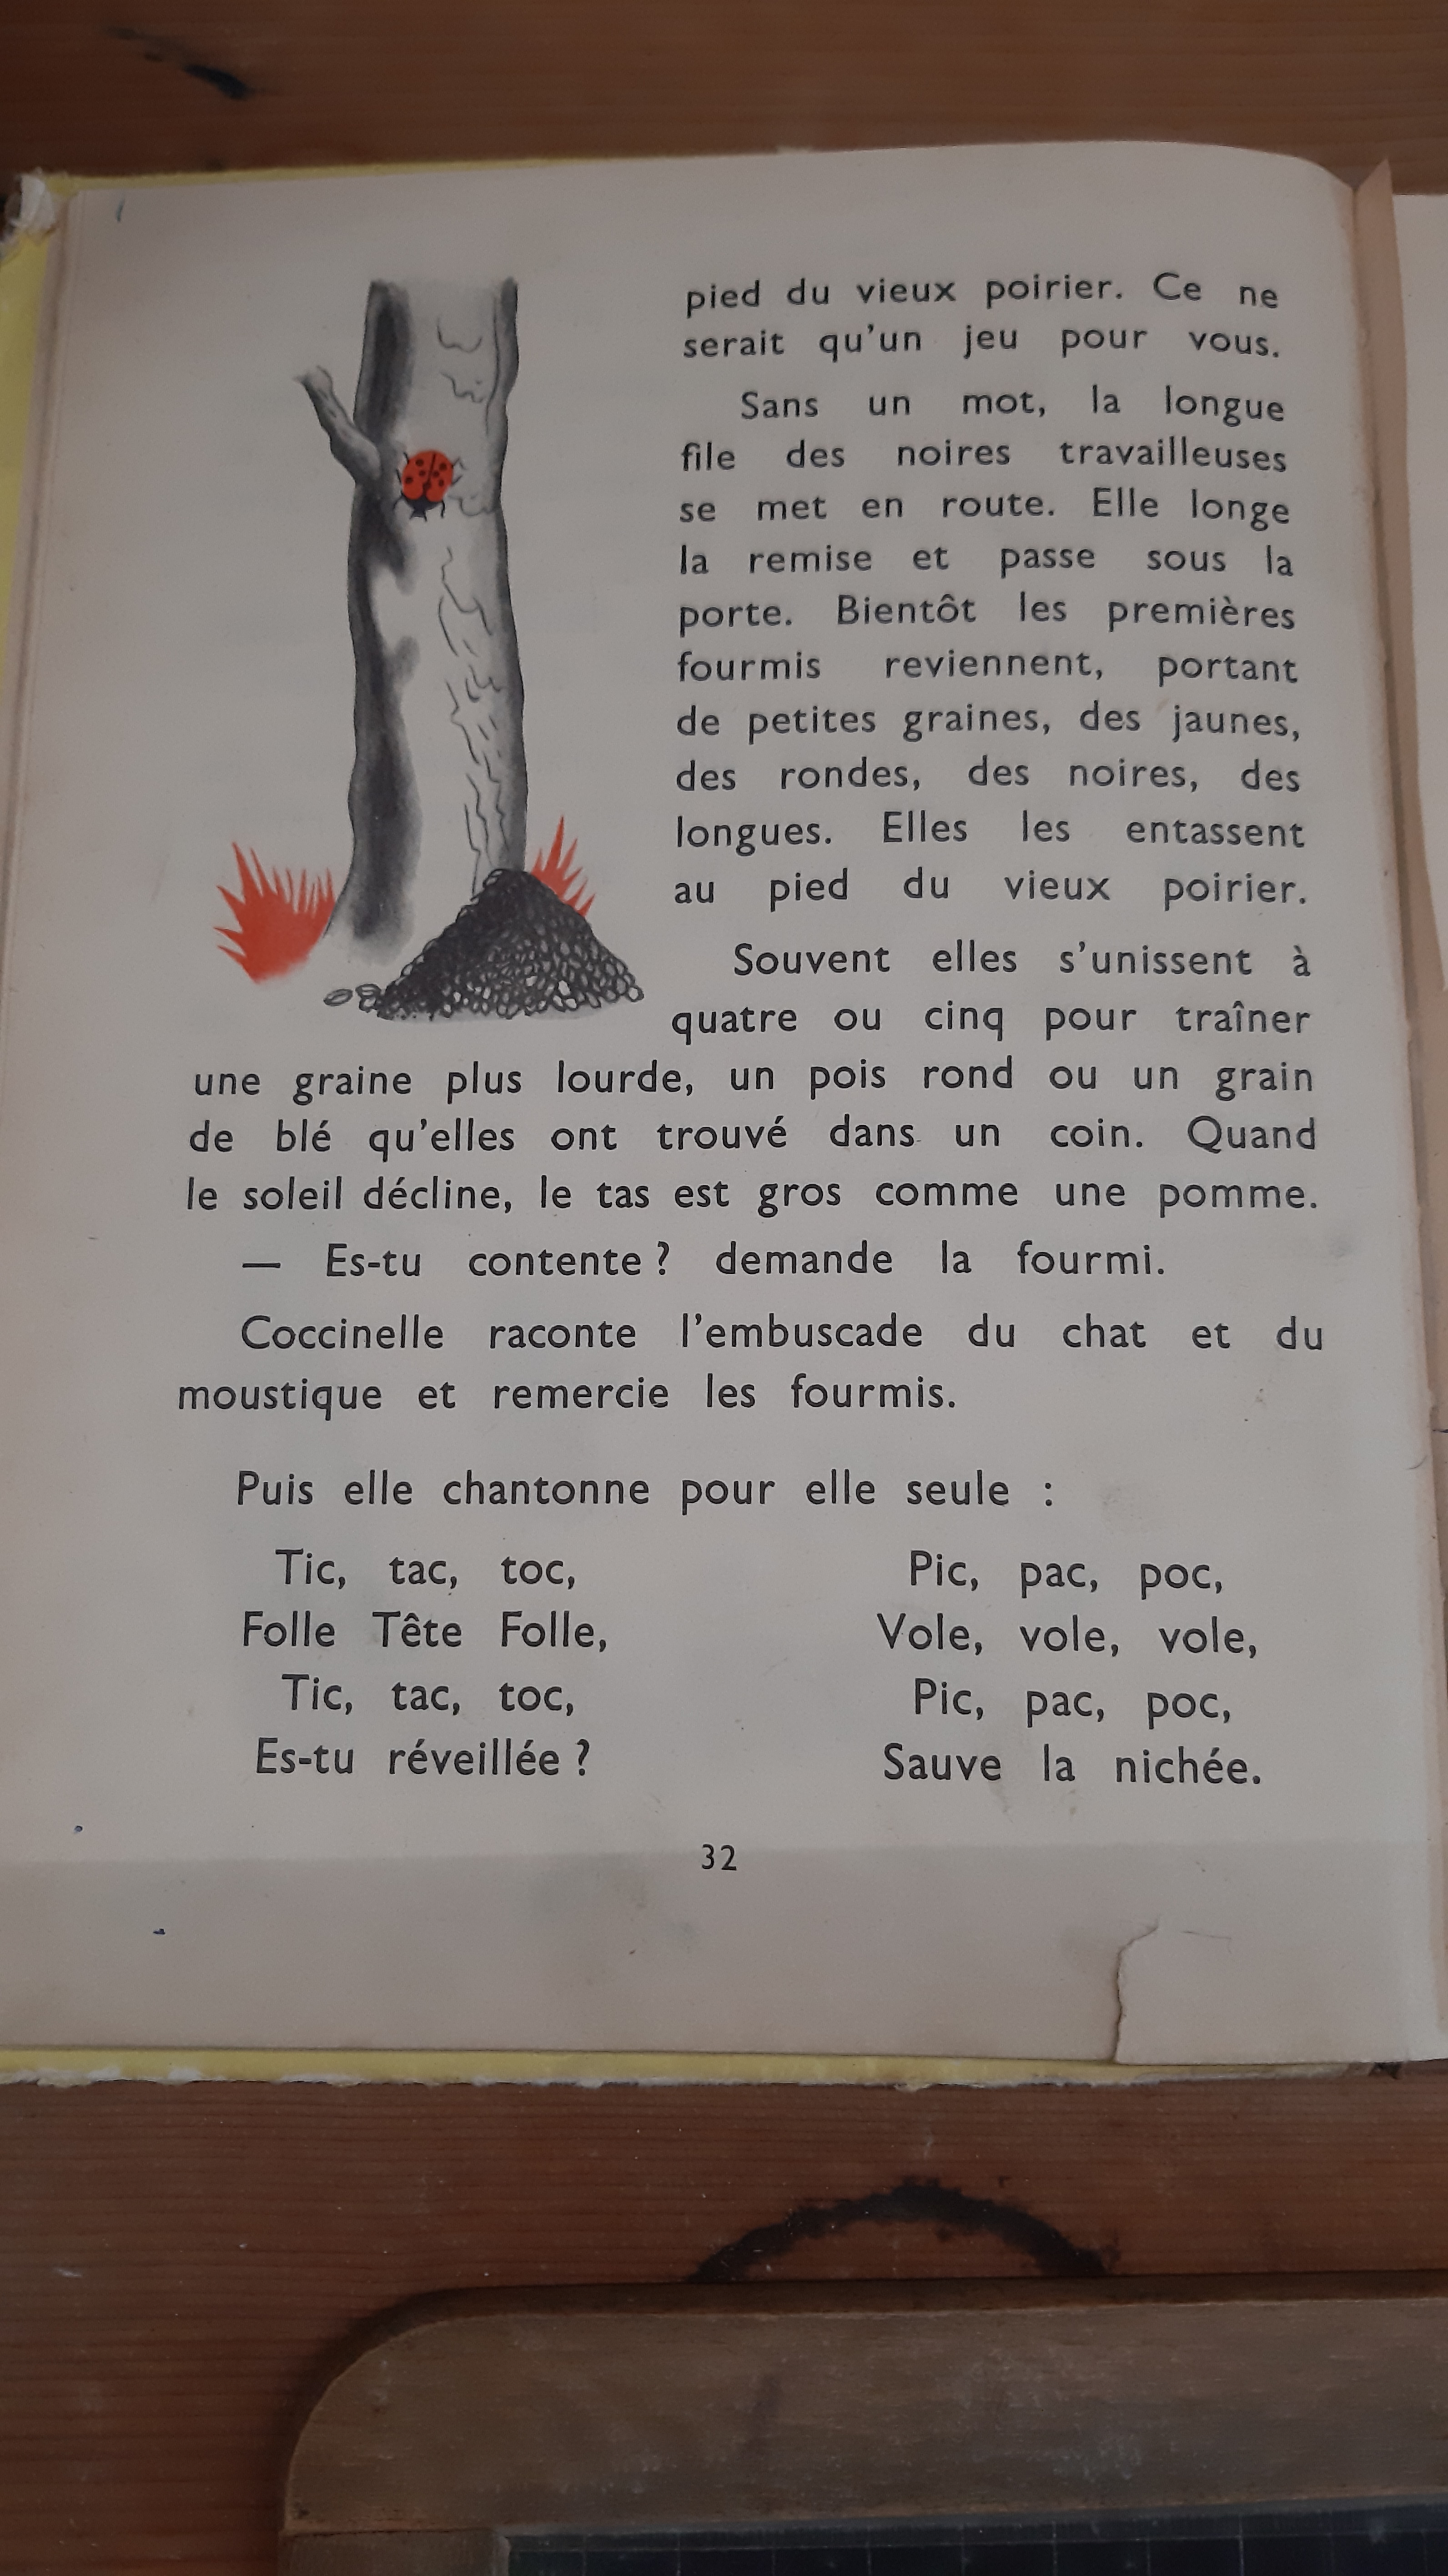 pied du vieux poirier. Ce ne
serait qu'un jeu pour vous.
Sans un mot, la longue
file des noires travailleuses
se met en route. Elle longe
la remise et passe sous la
porte. Bientôt les premières
fourmis reviennent, portant
de petites graines, des jaunes,
des rondes, des noires, des
longues. Elles les entassent
au pied du vieux poirier.
Souvent elles s'unissent à
quatre ou cinq pour traîner
une graine plus lourde, un pois rond ou un grain
de blé qu'elles ont trouvé dans un coin. Quand
le soleil décline, le tas est gros comme une pomme.
— Es-tu contente ? demande la fourmi.
Coccinelle raconte l'embuscade du chat et du
moustique et remercie les fourmis.
Puis elle chantonne pour elle seule :
Tic, tac, toc,
Folle Tête Folle,
Tic, tac, toc,
Es-tu réveillée ?
Pic, pac, poc,
Vole, vole, vole,
Pic, pac, poc,
Sauve la nichée.
32